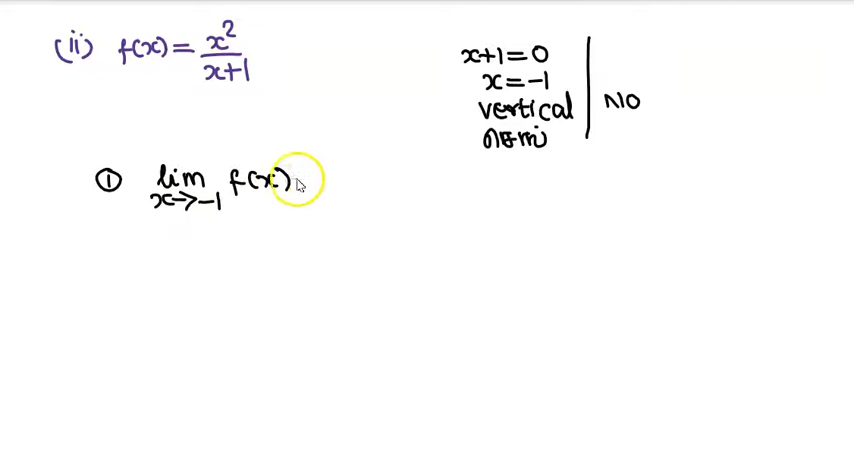 (ii) f(x) = x²/(x+1)
x+1=0
x=-1
vertical
NO
① lim x→-1 f(x)